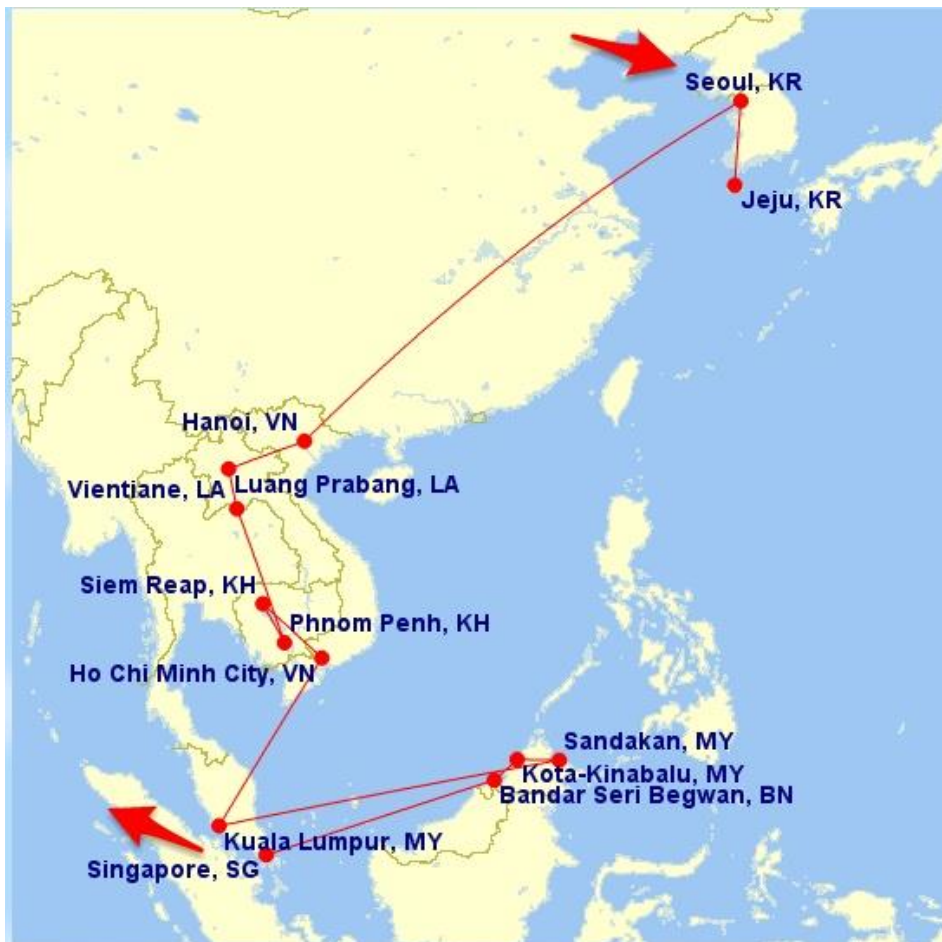 Seoul, KR
Jeju, KR
Hanoi, VN
Luang Prabang, LA
Vientiane, LA
Siem Reap, KH
Phnom Penh, KH
Ho Chi Minh City, VN
Sandakan, MY
Kota-Kinabalu, MY
Bandar Seri Begwan, BN
Kuala Lumpur, MY
Singapore, SG